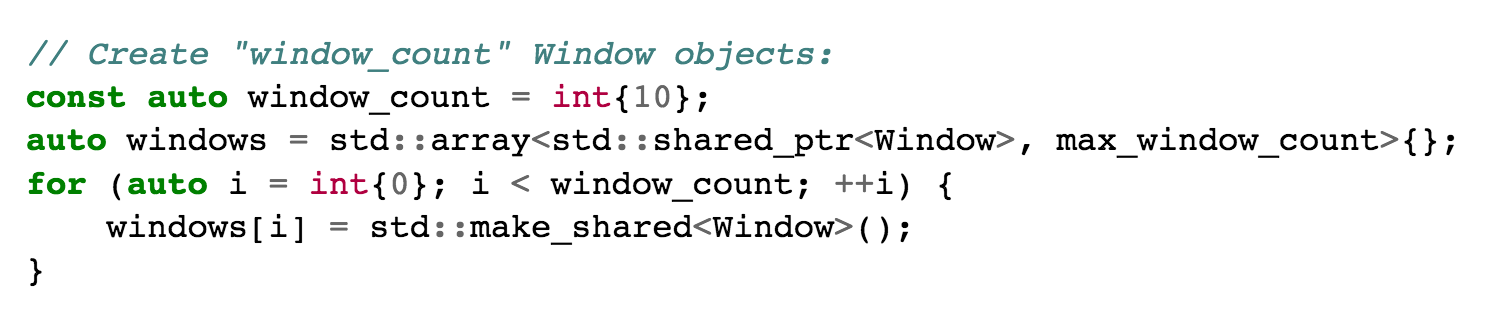 // Create "window_count" Window objects:
const auto window_count = int{10};
auto windows = std::array<std::shared_ptr<Window>, max_window_count>{};
for (auto i = int{0}; i < window_count; ++i) {
    windows[i] = std::make_shared<Window>();
}